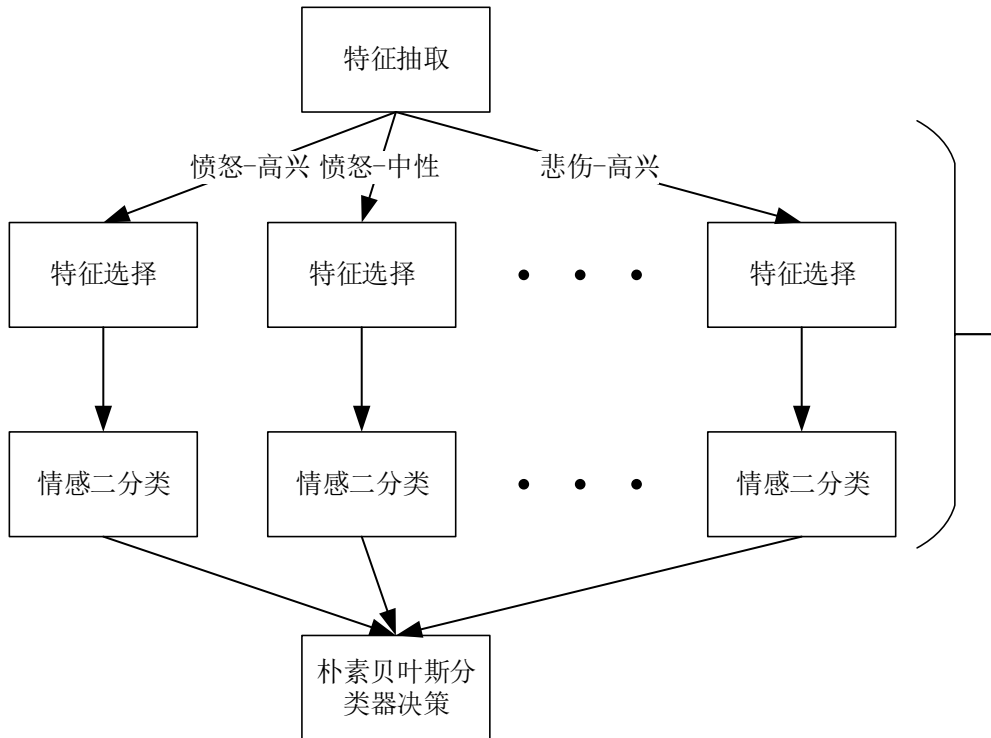 特征抽取
愤怒-高兴
愤怒-中性
悲伤-高兴
特征选择
特征选择
特征选择
情感二分类
情感二分类
情感二分类
朴素贝叶斯分
类器决策